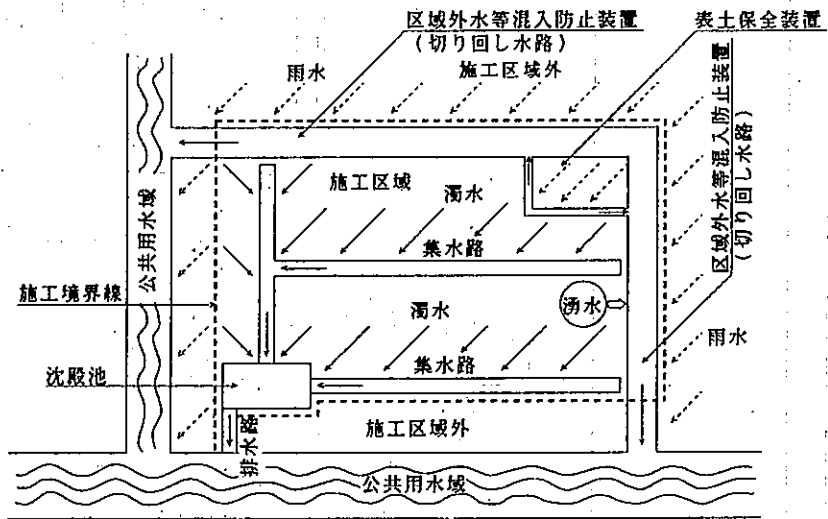 区域外水等混入防止装置
(切り回し水路)
表土保全装置
雨水
施工区域外
区域外水等混入防止装置
(切り回し水路)
施工区域
濁水
公共用水域
集水路
施工境界線
濁水
湧水
雨水
集水路
沈殿池
施工区域外
排水路
公共用水域